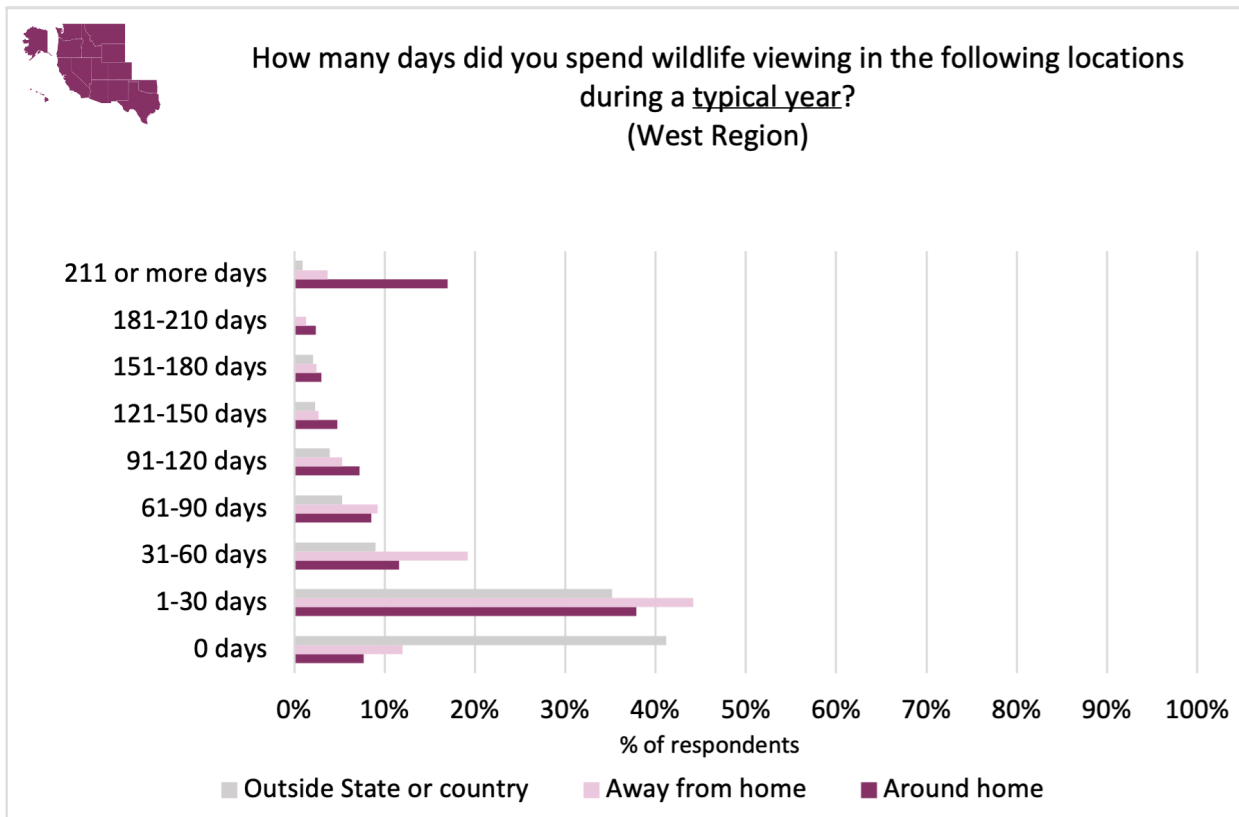 How many days did you spend wildlife viewing in the following locations
during a typical year?
(West Region)
211 or more days
181-210 days
151-180 days
121-150 days
91-120 days
61-90 days
31-60 days
1-30 days
0 days
0% 10% 20% 30% 40% 50% 60% 70% 80% 90% 100%
% of respondents
Outside State or country Away from home Around home